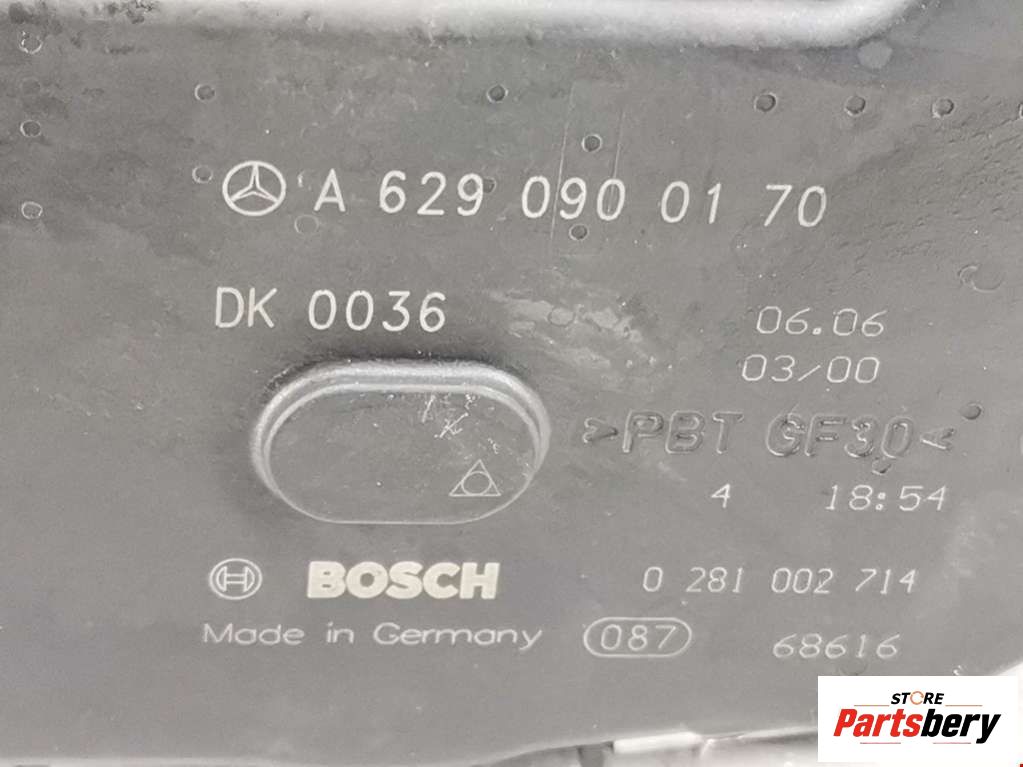 A 629 090 01 70
DK 0036
06.06
03/00
>PBT GF30<
4 18:54
BOSCH 0 281 002 714
Made in Germany 087 68616
STORE
Partsbery